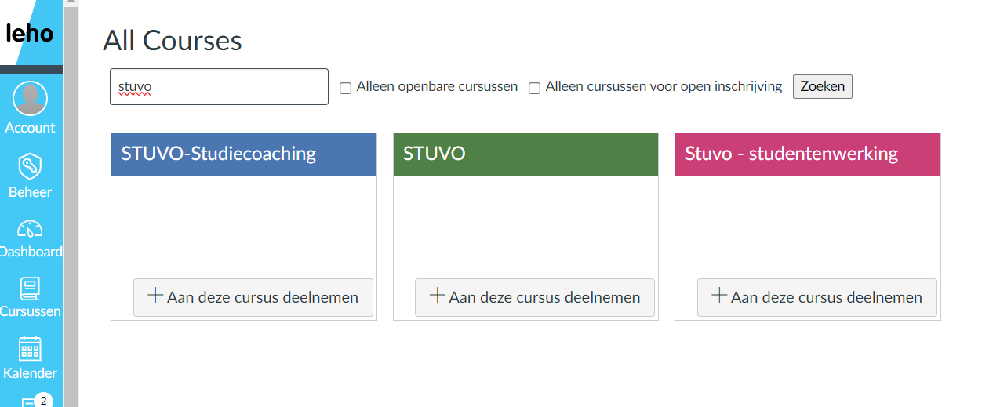 leho
Account
Beheer
Dashboard
Cursussen
Kalender
2
All Courses
stuvo
Alleen openbare cursussen
Alleen cursussen voor open inschrijving
Zoeken
STUVO-Studiecoaching
+ Aan deze cursus deelnemen
STUVO
+ Aan deze cursus deelnemen
Stuvo - studentenwerking
+ Aan deze cursus deelnemen